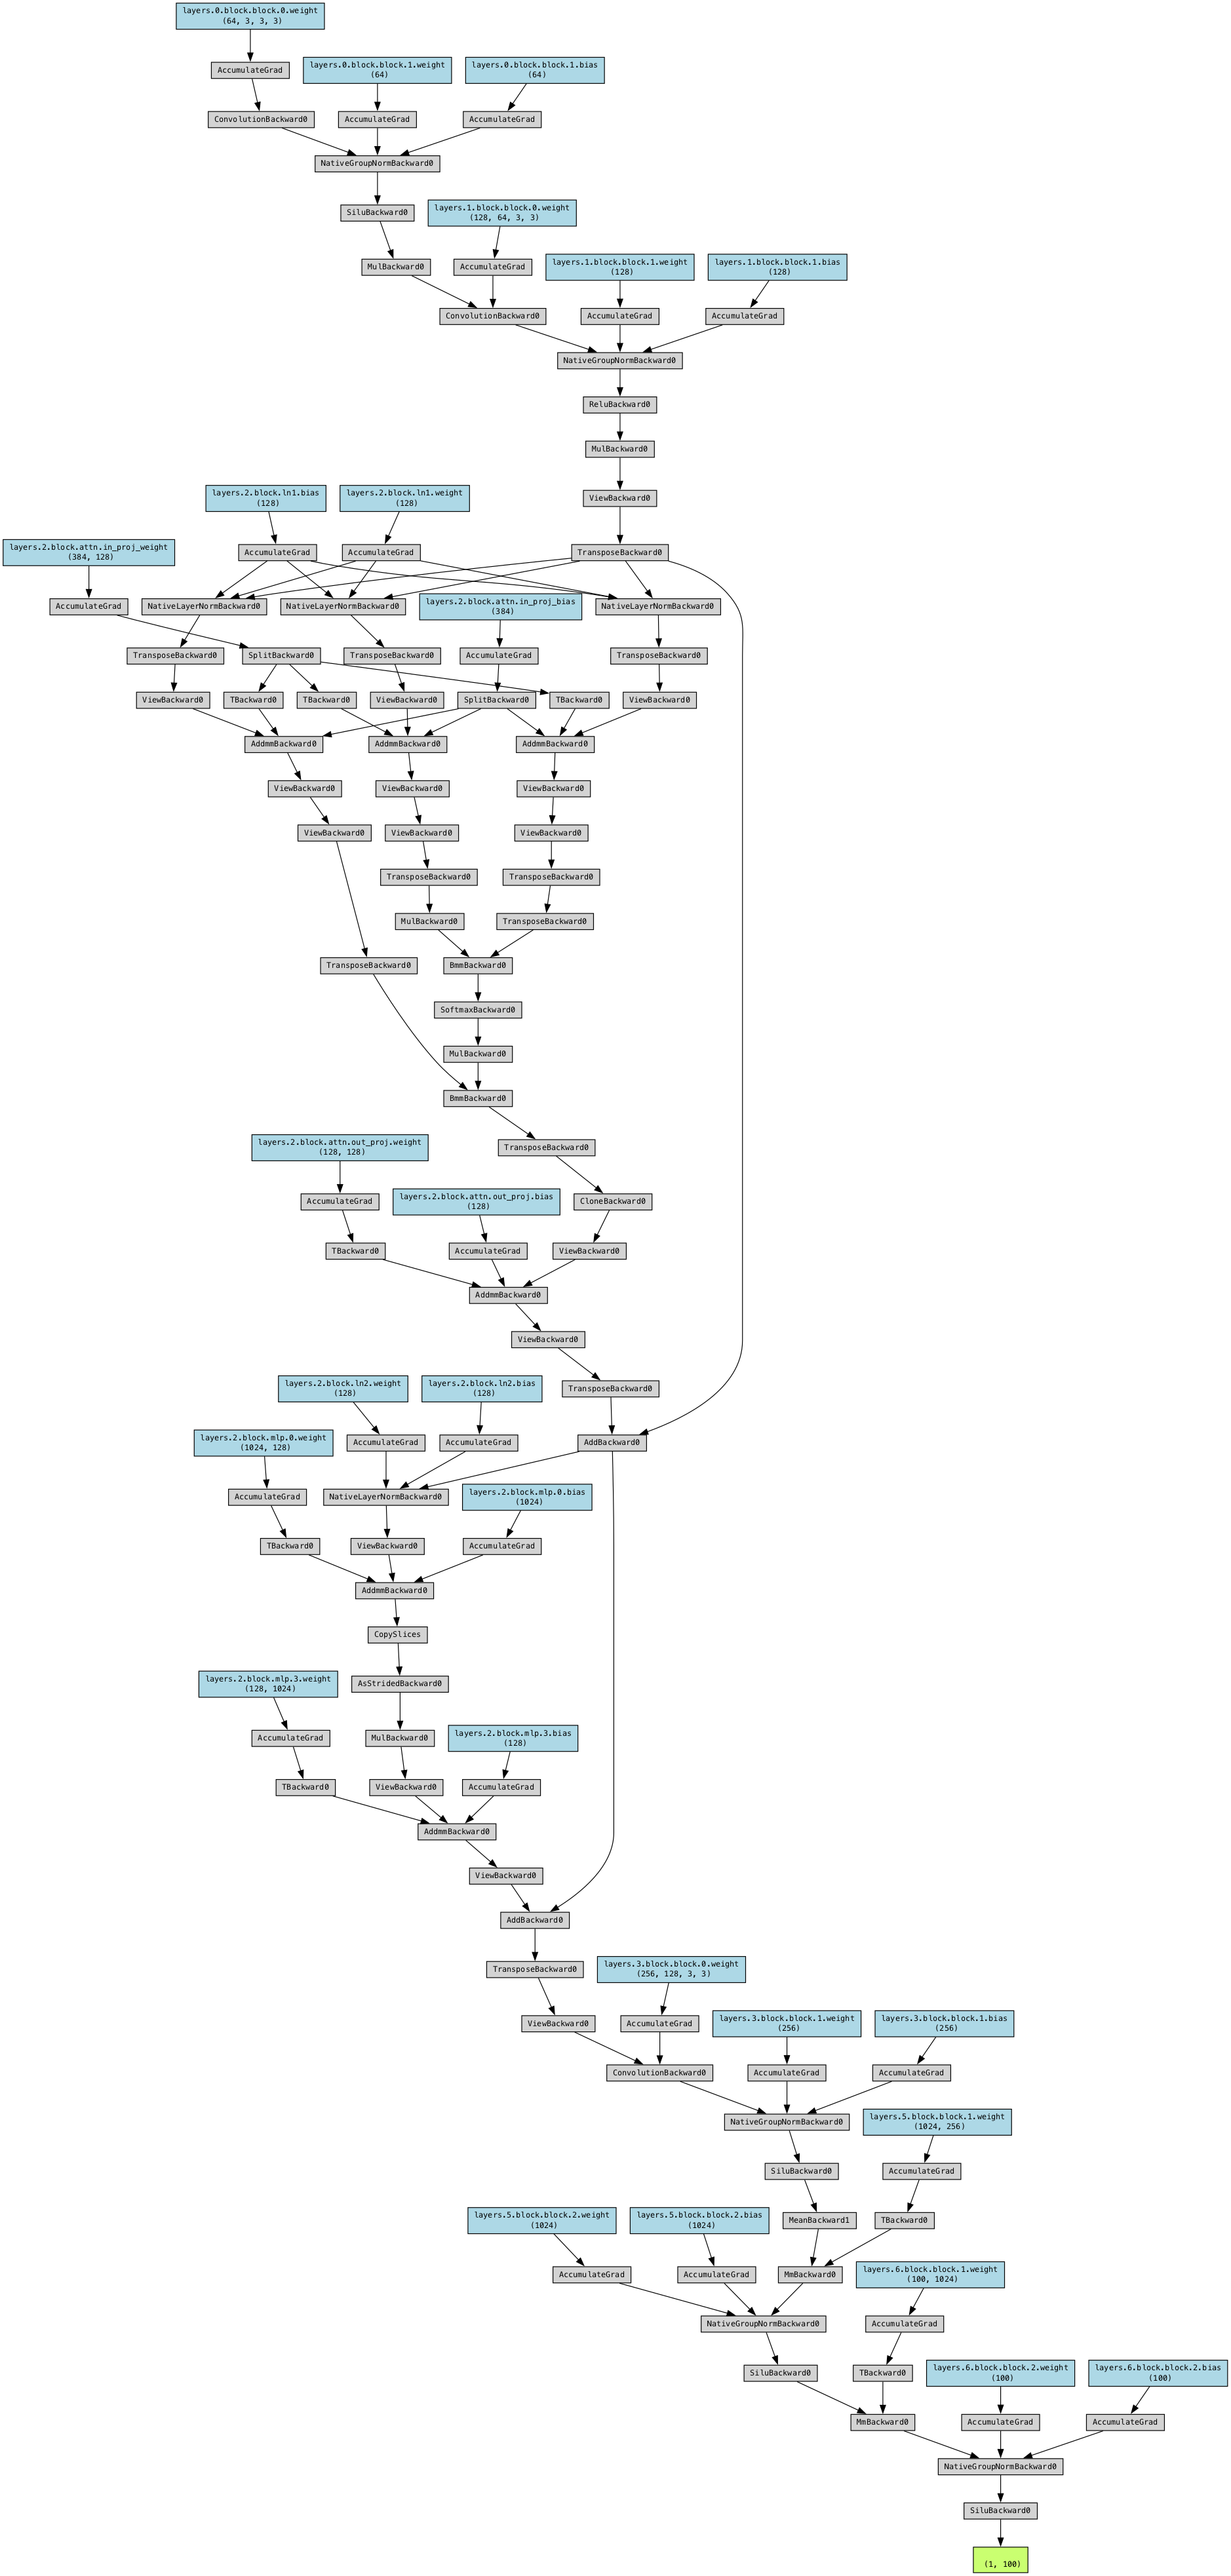 layers.0.block.block.0.weight
(64, 3, 3, 3)
AccumulateGrad
layers.0.block.block.1.weight
(64)
layers.0.block.block.1.bias
(64)
ConvolutionBackward0
AccumulateGrad
AccumulateGrad
NativeGroupNormBackward0
SiluBackward0
layers.1.block.block.0.weight
(128, 64, 3, 3)
MulBackward0
AccumulateGrad
layers.1.block.block.1.weight
(128)
layers.1.block.block.1.bias
(128)
ConvolutionBackward0
AccumulateGrad
AccumulateGrad
NativeGroupNormBackward0
ReluBackward0
MulBackward0
layers.2.block.ln1.bias
(128)
layers.2.block.ln1.weight
(128)
ViewBackward0
layers.2.block.attn.in_proj_weight
(384, 128)
AccumulateGrad
AccumulateGrad
TransposeBackward0
AccumulateGrad
NativeLayerNormBackward0
NativeLayerNormBackward0
layers.2.block.attn.in_proj_bias
(384)
NativeLayerNormBackward0
TransposeBackward0
SplitBackward0
TransposeBackward0
AccumulateGrad
TransposeBackward0
ViewBackward0
TBackward0
TBackward0
ViewBackward0
SplitBackward0
TBackward0
ViewBackward0
AddmmBackward0
AddmmBackward0
AddmmBackward0
ViewBackward0
ViewBackward0
ViewBackward0
ViewBackward0
ViewBackward0
ViewBackward0
TransposeBackward0
TransposeBackward0
MulBackward0
TransposeBackward0
TransposeBackward0
BmmBackward0
SoftmaxBackward0
MulBackward0
BmmBackward0
layers.2.block.attn.out_proj.weight
(128, 128)
TransposeBackward0
AccumulateGrad
layers.2.block.attn.out_proj.bias
(128)
CloneBackward0
TBackward0
AccumulateGrad
ViewBackward0
AddmmBackward0
ViewBackward0
layers.2.block.ln2.weight
(128)
layers.2.block.ln2.bias
(128)
TransposeBackward0
layers.2.block.mlp.0.weight
(1024, 128)
AccumulateGrad
AccumulateGrad
AddBackward0
AccumulateGrad
NativeLayerNormBackward0
layers.2.block.mlp.0.bias
(1024)
TBackward0
ViewBackward0
AccumulateGrad
AddmmBackward0
CopySlices
layers.2.block.mlp.3.weight
(128, 1024)
AsStridedBackward0
AccumulateGrad
MulBackward0
layers.2.block.mlp.3.bias
(128)
TBackward0
ViewBackward0
AccumulateGrad
AddmmBackward0
ViewBackward0
AddBackward0
TransposeBackward0
layers.3.block.block.0.weight
(256, 128, 3, 3)
ViewBackward0
AccumulateGrad
layers.3.block.block.1.weight
(256)
layers.3.block.block.1.bias
(256)
ConvolutionBackward0
AccumulateGrad
AccumulateGrad
NativeGroupNormBackward0
layers.5.block.block.1.weight
(1024, 256)
SiluBackward0
AccumulateGrad
layers.5.block.block.2.weight
(1024)
layers.5.block.block.2.bias
(1024)
MeanBackward1
TBackward0
AccumulateGrad
AccumulateGrad
MmBackward0
layers.6.block.block.1.weight
(100, 1024)
NativeGroupNormBackward0
AccumulateGrad
SiluBackward0
TBackward0
layers.6.block.block.2.weight
(100)
layers.6.block.block.2.bias
(100)
MmBackward0
AccumulateGrad
AccumulateGrad
NativeGroupNormBackward0
SiluBackward0
(1, 100)